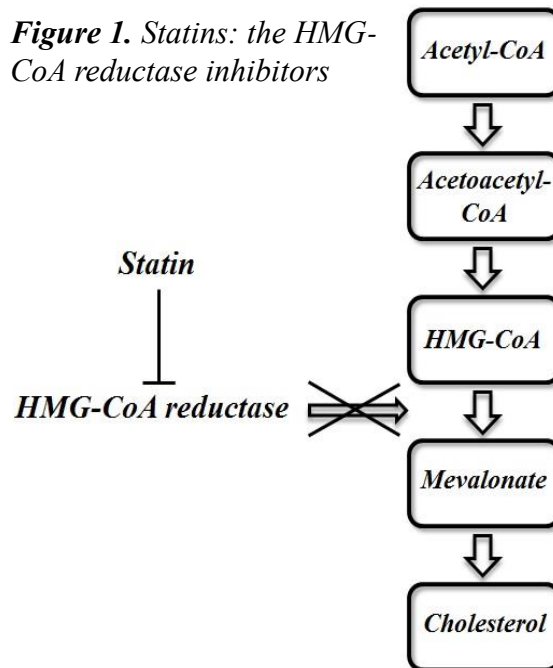 Figure 1. Statins: the HMG-
CoA reductase inhibitors
Acetyl-CoA
Acetoacetyl-
CoA
Statin
HMG-CoA
HMG-CoA reductase
Mevalonate
Cholesterol